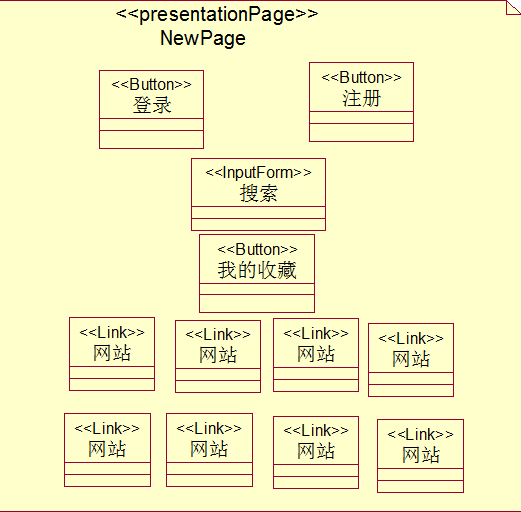 <<presentationPage>>
NewPage
<<Button>>
登录
<<Button>>
注册
<<InputForm>>
搜索
<<Button>>
我的收藏
<<Link>>
网站
<<Link>>
网站
<<Link>>
网站
<<Link>>
网站
<<Link>>
网站
<<Link>>
网站
<<Link>>
网站
<<Link>>
网站